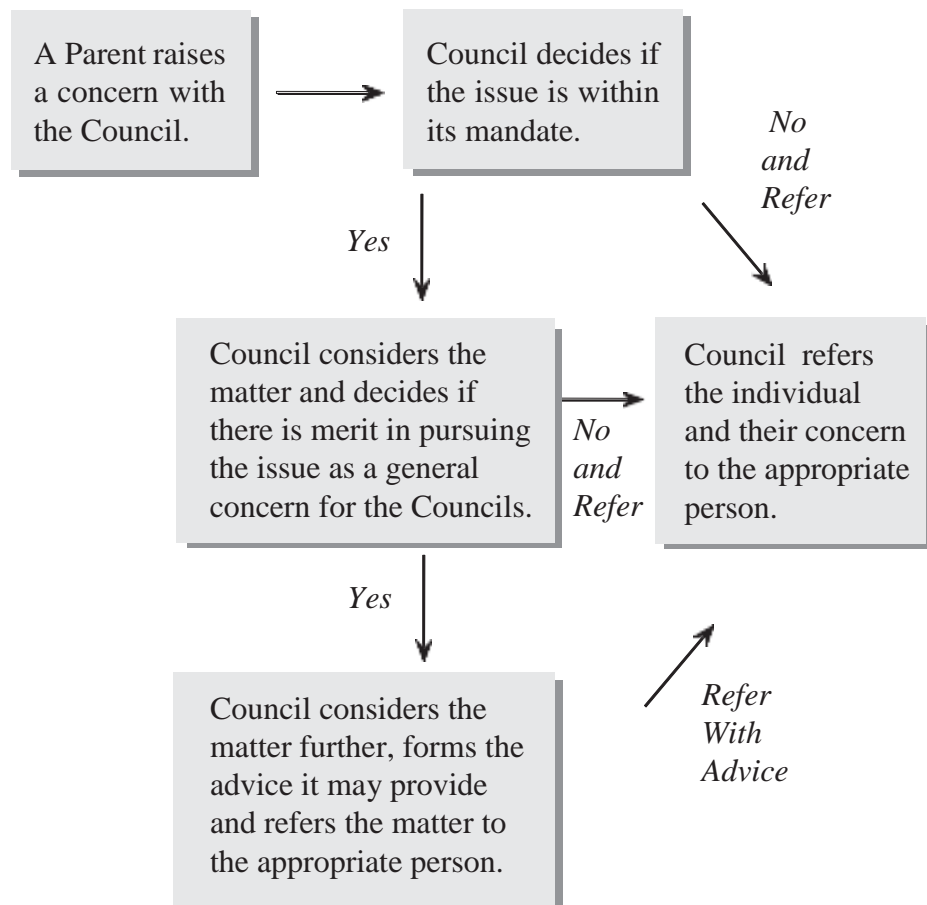 A Parent raises
a concern with
the Council.
Council decides if
the issue is within
its mandate.
No
and
Refer
Yes
Council considers the
matter and decides if
there is merit in pursuing
the issue as a general
concern for the Councils.
No
and
Refer
Council refers
the individual
and their concern
to the appropriate
person.
Yes
Council considers the
matter further, forms the
advice it may provide
and refers the matter to
the appropriate person.
Refer
With
Advice